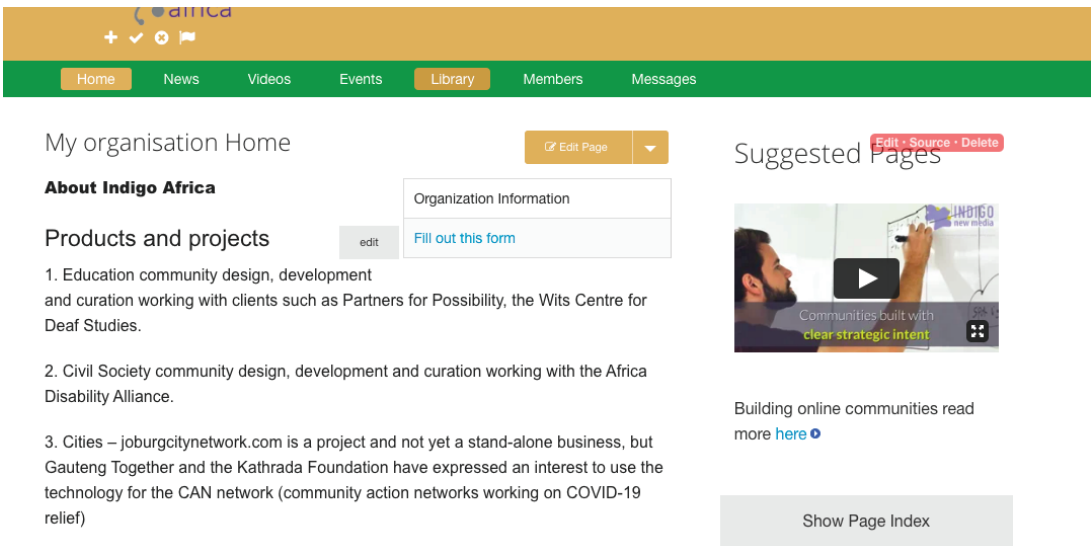 africa
Home News Videos Events Library Members Messages
My organisation Home
Edit Page
Edit • Source • Delete
Suggested Pages
About Indigo Africa
Organization Information
Products and projects
edit
Fill out this form
1. Education community design, development
and curation working with clients such as Partners for Possibility, the Wits Centre for
Deaf Studies.
2. Civil Society community design, development and curation working with the Africa
Disability Alliance.
3. Cities – joburgcitynetwork.com is a project and not yet a stand-alone business, but
Gauteng Together and the Kathrada Foundation have expressed an interest to use the
technology for the CAN network (community action networks working on COVID-19
relief)
INDIGO
new media
Communities built with
clear strategic intent
Building online communities read
more here
Show Page Index